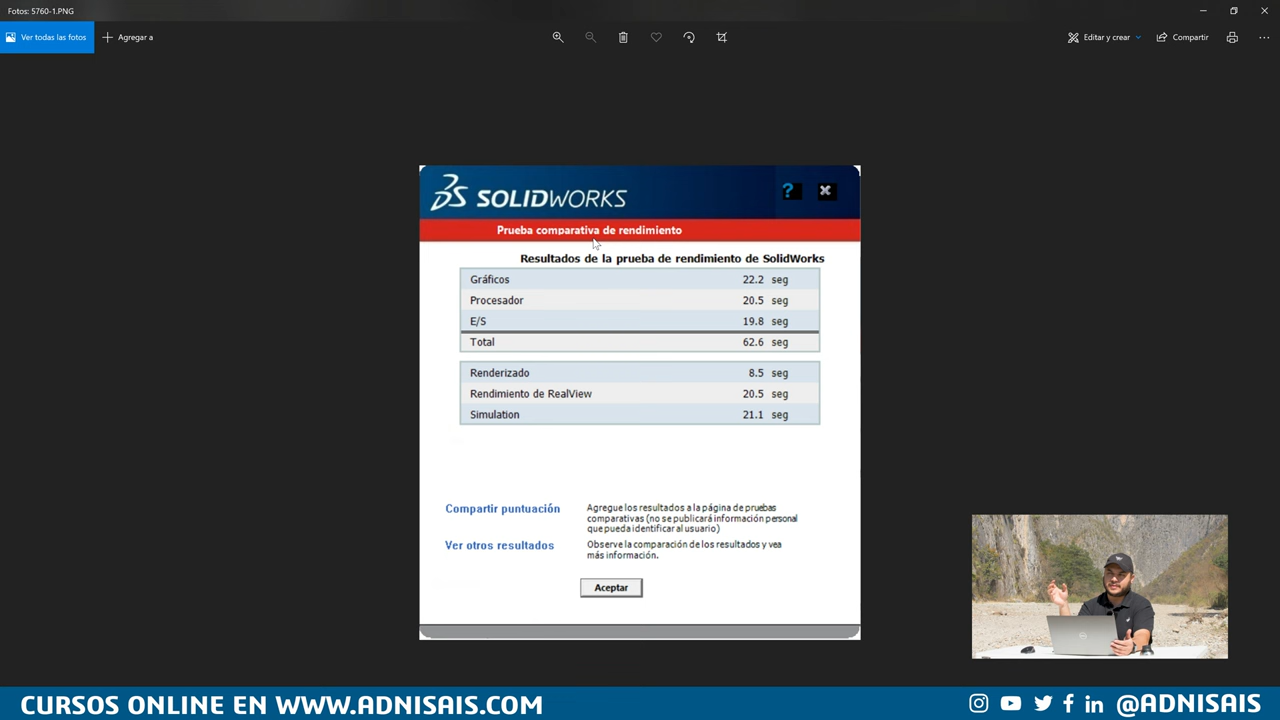 Fotos: 5760-1.PNG
Ver todas las fotos
Agregar a
Editar y crear
Compartir
SOLIDWORKS
Prueba comparativa de rendimiento
Resultados de la prueba de rendimiento de SolidWorks
Gráficos 22.2 seg
Procesador 20.5 seg
E/S 19.8 seg
Total 62.6 seg
Renderizado 8.5 seg
Rendimiento de RealView 20.5 seg
Simulation 21.1 seg
Compartir puntuación
Agregue los resultados a la página de pruebas
comparativas (no se publicará información personal
que pueda identificar al usuario)
Ver otros resultados
Observe la comparación de los resultados y vea
más información.
Aceptar
CURSOS ONLINE EN WWW.ADNISAIS.COM
@ADNISAIS